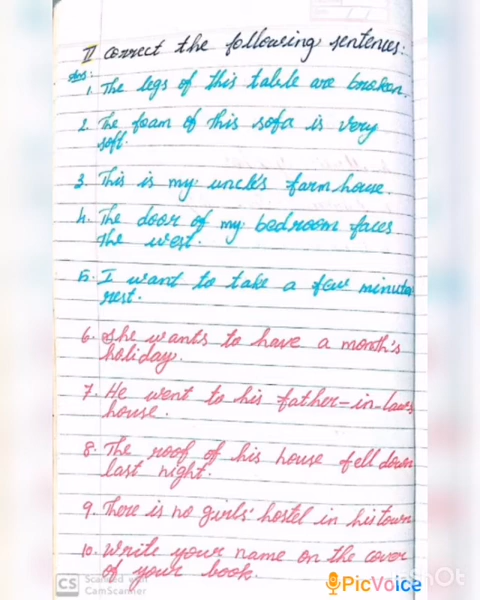 II correct the following sentences:
Ans:
1. The legs of this table are broken.
2. The foam of this sofa is very
soft.
3. This is my uncle's farm house.
4. The door of my bedroom faces
the west.
5. I want to take a few minutes
rest.
6. She wants to have a month's
holiday.
7. He went to his father-in-law's
house.
8. The roof of his house fell down
last night.
9. There is no girls' hostel in his town
10. Write your name on the cover
of your book.
CS Scanned with
CamScanner
PicVoice